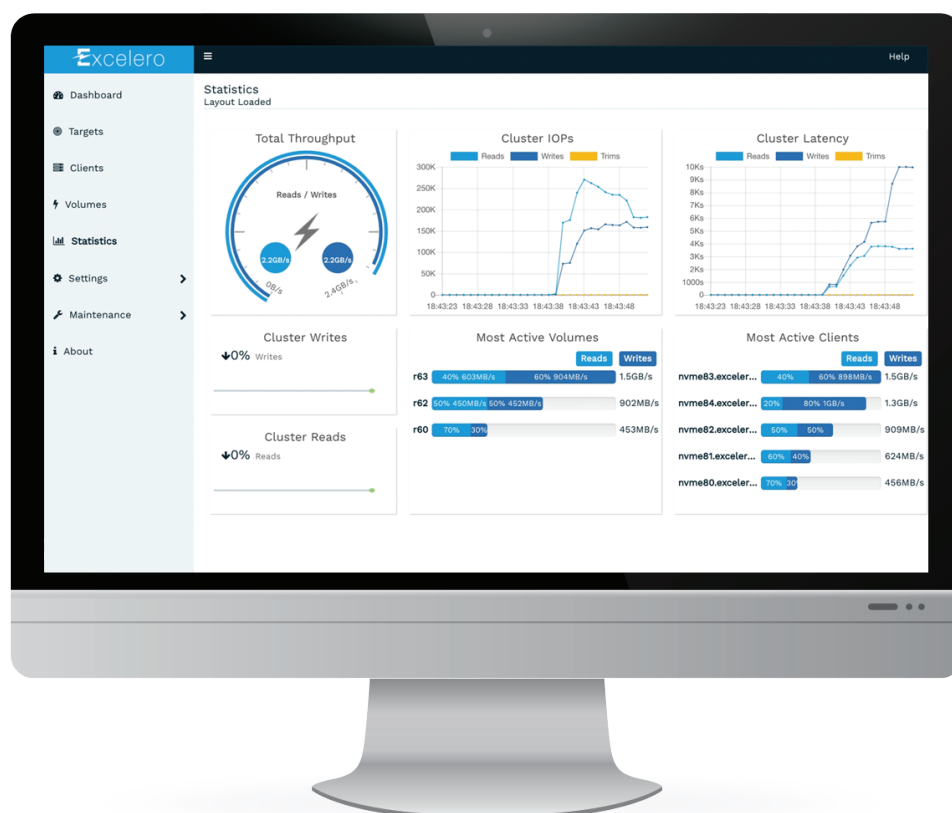 Excelero
Help
Dashboard
Targets
Clients
Volumes
Statistics
Settings
Maintenance
About
Statistics
Layout Loaded
Total Throughput
Reads / Writes
2.2GB/s 2.2GB/s
0B/s 2.4GB/s
Cluster IOPs
Reads Writes Trims
300K
250K
200K
150K
100K
50K
0
18:43:23 18:43:28 18:43:33 18:43:38 18:43:43 18:43:48
Cluster Latency
Reads Writes Trims
10Ks
9Ks
8Ks
7Ks
6Ks
5Ks
4Ks
3Ks
2Ks
1000s
0
18:43:23 18:43:28 18:43:33 18:43:38 18:43:43 18:43:48
Cluster Writes
0% Writes
Cluster Reads
0% Reads
Most Active Volumes
Reads Writes
r63 40% 603MB/s 60% 904MB/s 1.5GB/s
r62 50% 450MB/s 50% 452MB/s 902MB/s
r60 70% 30% 453MB/s
Most Active Clients
Reads Writes
nvme83.exceler... 40% 60% 898MB/s 1.5GB/s
nvme84.exceler... 20% 80% 1GB/s 1.3GB/s
nvme82.exceler... 50% 50% 909MB/s
nvme81.exceler... 60% 40% 624MB/s
nvme80.exceler... 70% 30% 456MB/s